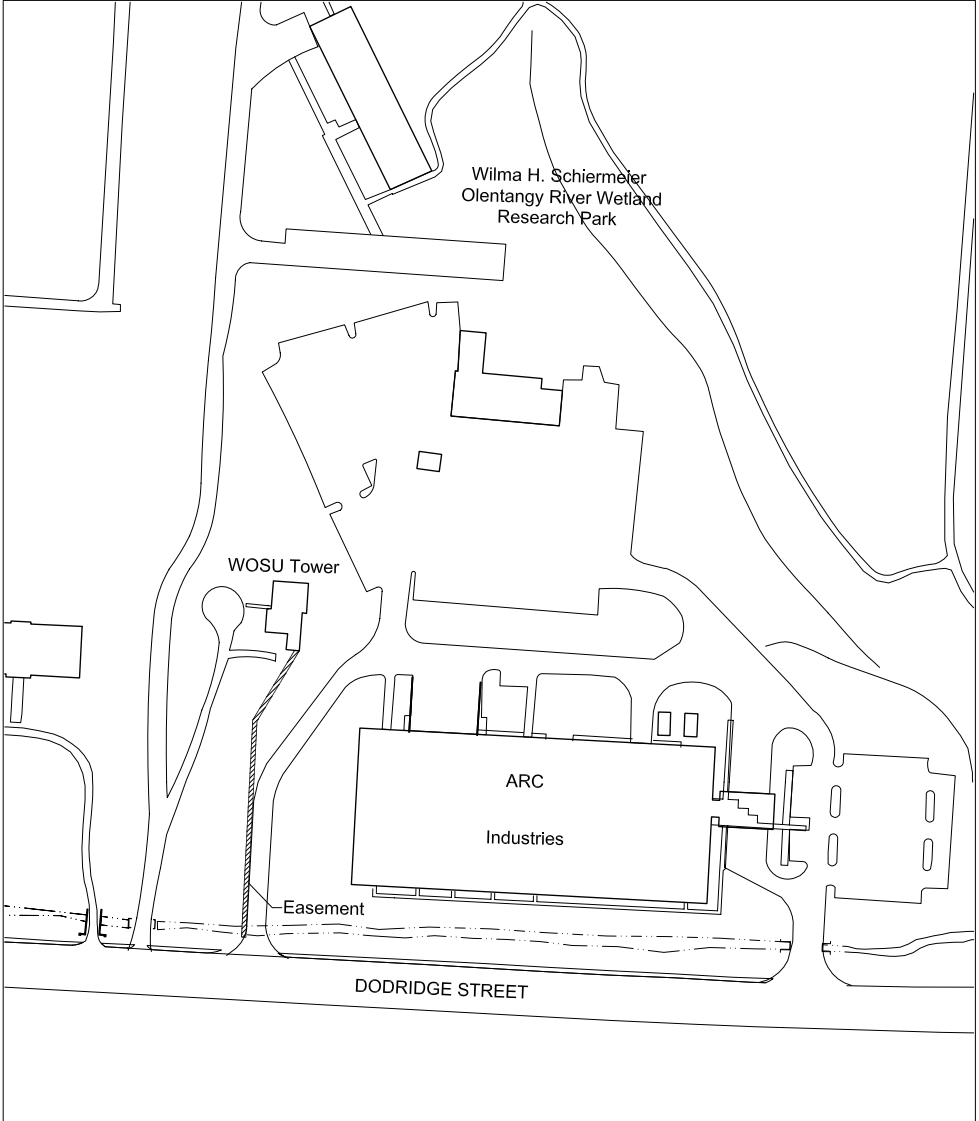 Wilma H. Schiermeier
Olentangy River Wetland
Research Park
WOSU Tower
ARC
Industries
Easement
DODRIDGE STREET